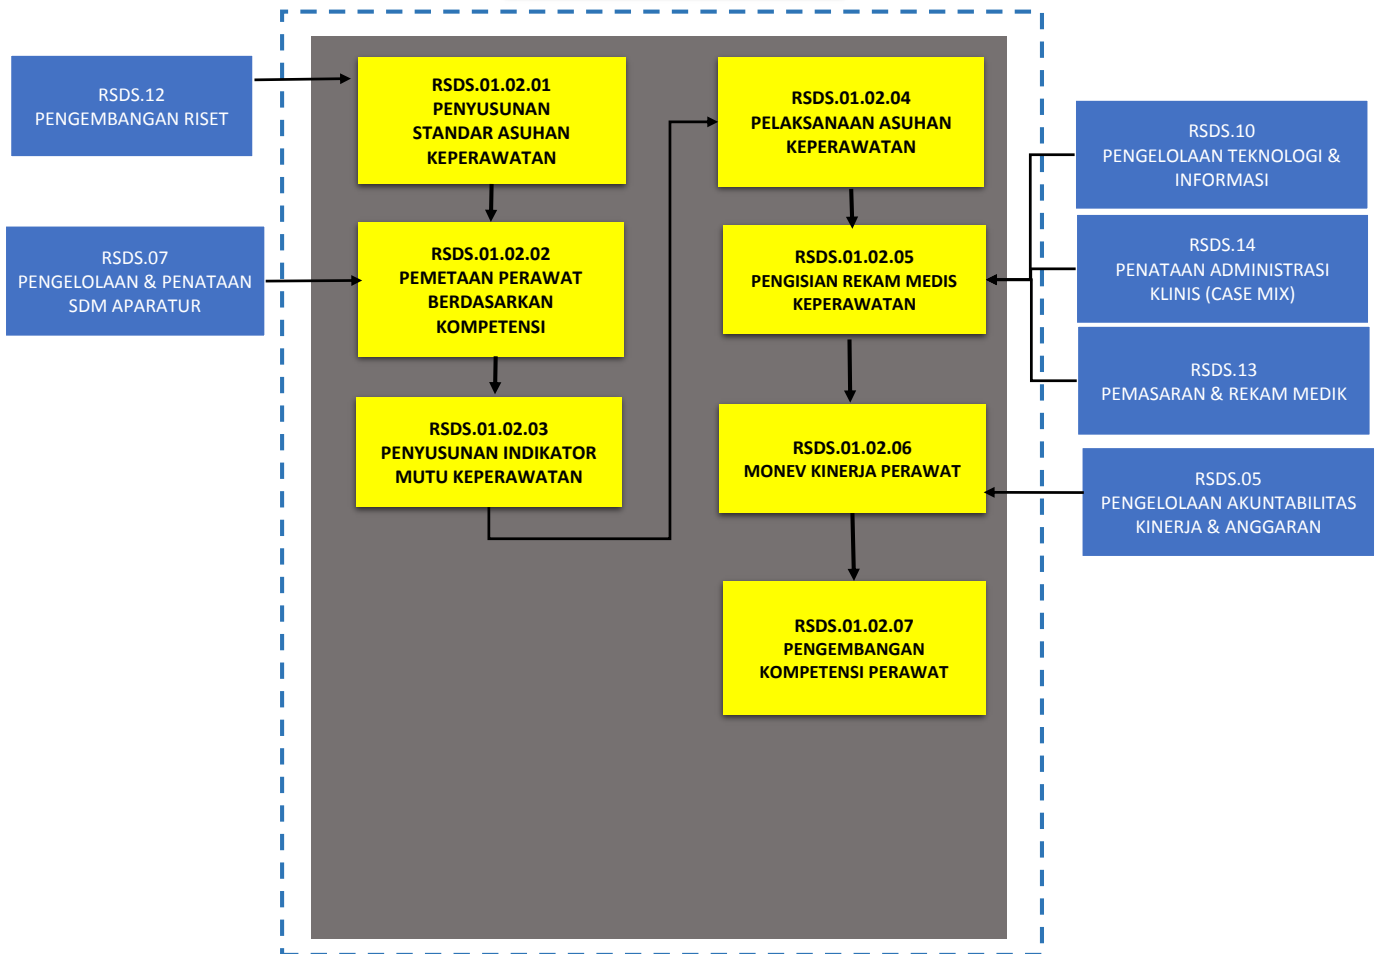 RSDS.12
PENGEMBANGAN RISET
RSDS.07
PENGELOLAAN & PENATAAN
SDM APARATUR
RSDS.01.02.01
PENYUSUNAN
STANDAR ASUHAN
KEPERAWATAN
RSDS.01.02.02
PEMETAAN PERAWAT
BERDASARKAN
KOMPETENSI
RSDS.01.02.03
PENYUSUNAN INDIKATOR
MUTU KEPERAWATAN
RSDS.01.02.04
PELAKSANAAN ASUHAN
KEPERAWATAN
RSDS.01.02.05
PENGISIAN REKAM MEDIS
KEPERAWATAN
RSDS.01.02.06
MONEV KINERJA PERAWAT
RSDS.01.02.07
PENGEMBANGAN
KOMPETENSI PERAWAT
RSDS.10
PENGELOLAAN TEKNOLOGI &
INFORMASI
RSDS.14
PENATAAN ADMINISTRASI
KLINIS (CASE MIX)
RSDS.13
PEMASARAN & REKAM MEDIK
RSDS.05
PENGELOLAAN AKUNTABILITAS
KINERJA & ANGGARAN